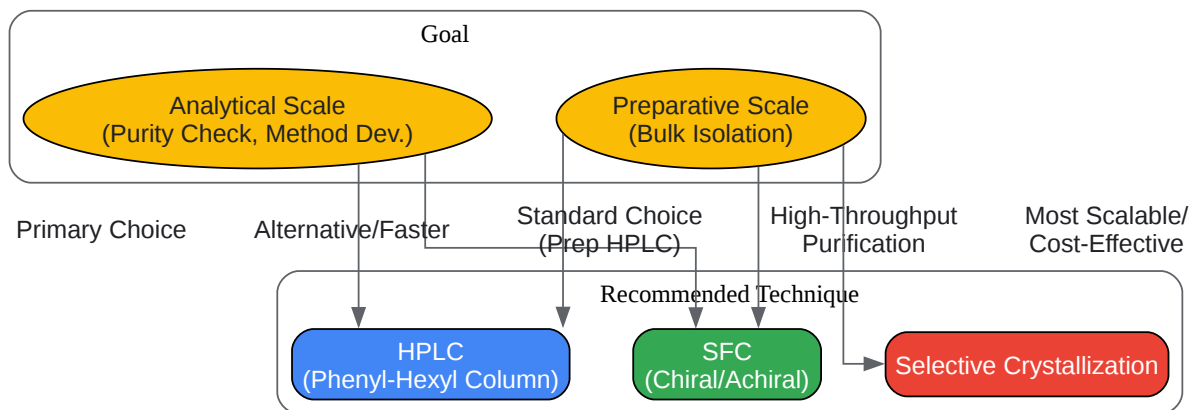 Goal
Analytical Scale
(Purity Check, Method Dev.)
Preparative Scale
(Bulk Isolation)
Primary Choice
Alternative/Faster
Standard Choice
(Prep HPLC)
High-Throughput
Purification
Most Scalable/
Cost-Effective
Recommended Technique
HPLC
(Phenyl-Hexyl Column)
SFC
(Chiral/Achiral)
Selective Crystallization